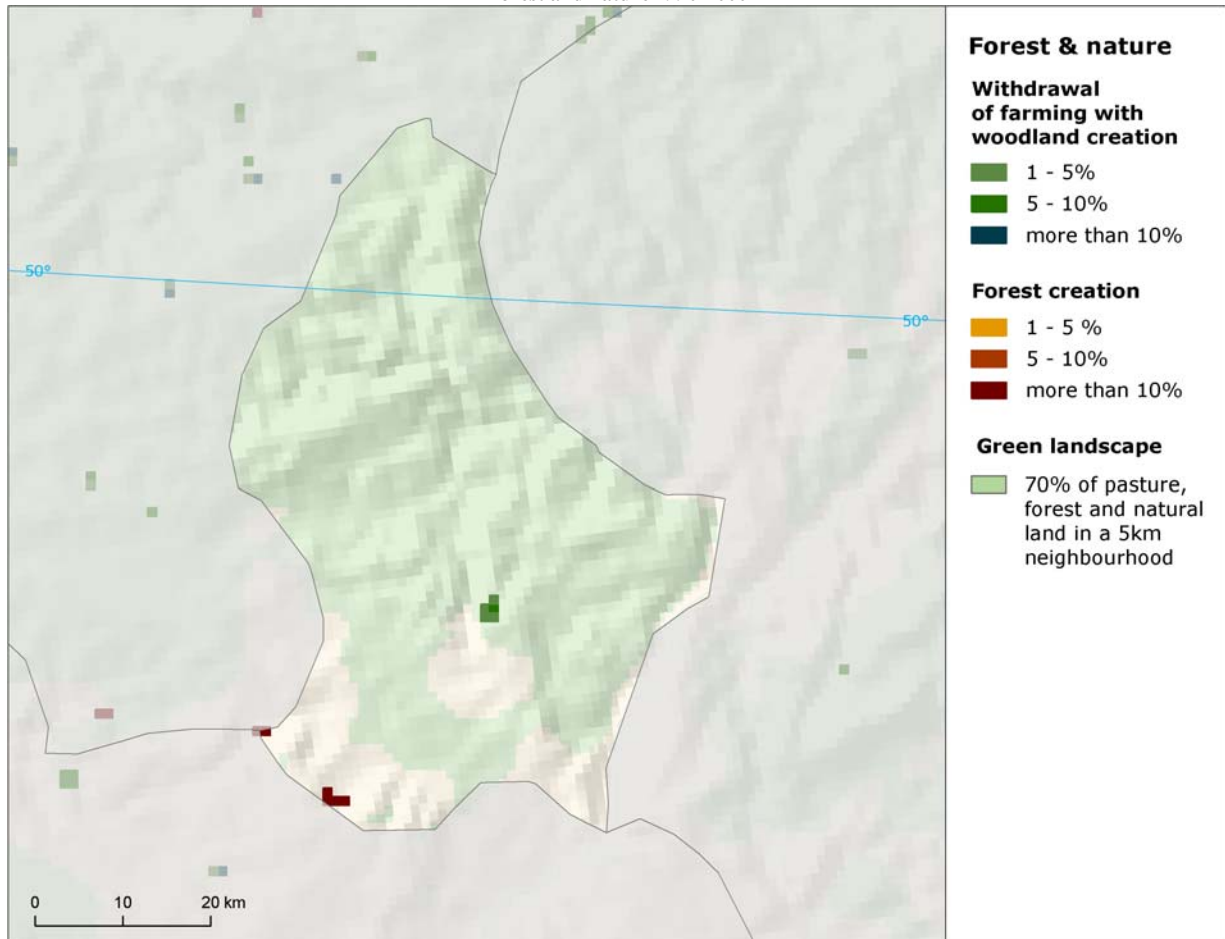 Forest & nature
Withdrawal
of farming with
woodland creation
1 - 5%
5 - 10%
more than 10%
Forest creation
1 - 5 %
5 - 10%
more than 10%
Green landscape
70% of pasture,
forest and natural
land in a 5km
neighbourhood
50°
50°
0 10 20 km